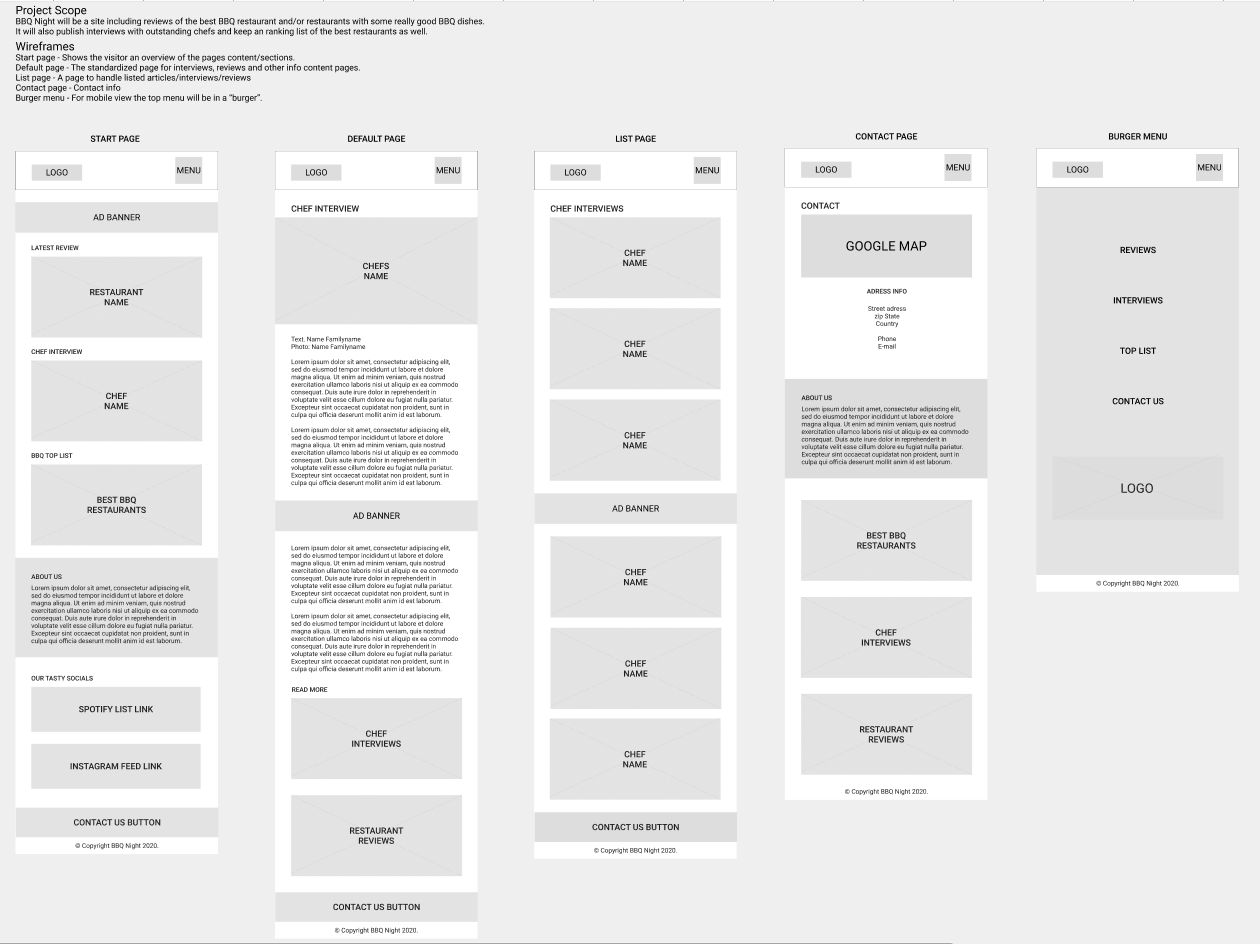 Project Scope
BBQ Night will be a site including reviews of the best BBQ restaurant and/or restaurants with some really good BBQ dishes.
It will also publish interviews with outstanding chefs and keep an ranking list of the best restaurants as well.
Wireframes
Start page - Shows the visitor an overview of the pages content/sections.
Default page - The standardized page for interviews, reviews and other info content pages.
List page - A page to handle listed articles/interviews/reviews
Contact page - Contact info
Burger menu - For mobile view the top menu will be in a "burger".
START PAGE
LOGO
MENU
AD BANNER
LATEST REVIEW
RESTAURANT
NAME
CHEF INTERVIEW
CHEF
NAME
BBQ TOP LIST
BEST BBQ
RESTAURANTS
ABOUT US
Lorem ipsum dolor sit amet, consectetur adipiscing elit,
sed do eiusmod tempor incididunt ut labore et dolore
magna aliqua. Ut enim ad minim veniam, quis nostrud
exercitation ullamco laboris nisi ut aliquip ex ea commodo
consequat. Duis aute irure dolor in reprehenderit in
voluptate velit esse cillum dolore eu fugiat nulla pariatur.
Excepteur sint occaecat cupidatat non proident, sunt in
culpa qui officia deserunt mollit anim id est laborum.
OUR TASTY SOCIALS
SPOTIFY LIST LINK
INSTAGRAM FEED LINK
CONTACT US BUTTON
© Copyright BBQ Night 2020.
DEFAULT PAGE
LOGO
MENU
CHEF INTERVIEW
CHEFS
NAME
Text. Name Familyname
Photo: Name Familyname
Lorem ipsum dolor sit amet, consectetur adipiscing elit,
sed do eiusmod tempor incididunt ut labore et dolore
magna aliqua. Ut enim ad minim veniam, quis nostrud
exercitation ullamco laboris nisi ut aliquip ex ea commodo
consequat. Duis aute irure dolor in reprehenderit in
voluptate velit esse cillum dolore eu fugiat nulla pariatur.
Excepteur sint occaecat cupidatat non proident, sunt in
culpa qui officia deserunt mollit anim id est laborum.
Lorem ipsum dolor sit amet, consectetur adipiscing elit,
sed do eiusmod tempor incididunt ut labore et dolore
magna aliqua. Ut enim ad minim veniam, quis nostrud
exercitation ullamco laboris nisi ut aliquip ex ea commodo
consequat. Duis aute irure dolor in reprehenderit in
voluptate velit esse cillum dolore eu fugiat nulla pariatur.
Excepteur sint occaecat cupidatat non proident, sunt in
culpa qui officia deserunt mollit anim id est laborum.
AD BANNER
Lorem ipsum dolor sit amet, consectetur adipiscing elit,
sed do eiusmod tempor incididunt ut labore et dolore
magna aliqua. Ut enim ad minim veniam, quis nostrud
exercitation ullamco laboris nisi ut aliquip ex ea commodo
consequat. Duis aute irure dolor in reprehenderit in
voluptate velit esse cillum dolore eu fugiat nulla pariatur.
Excepteur sint occaecat cupidatat non proident, sunt in
culpa qui officia deserunt mollit anim id est laborum.
Lorem ipsum dolor sit amet, consectetur adipiscing elit,
sed do eiusmod tempor incididunt ut labore et dolore
magna aliqua. Ut enim ad minim veniam, quis nostrud
exercitation ullamco laboris nisi ut aliquip ex ea commodo
consequat. Duis aute irure dolor in reprehenderit in
voluptate velit esse cillum dolore eu fugiat nulla pariatur.
Excepteur sint occaecat cupidatat non proident, sunt in
culpa qui officia deserunt mollit anim id est laborum.
READ MORE
CHEF
INTERVIEWS
RESTAURANT
REVIEWS
CONTACT US BUTTON
© Copyright BBQ Night 2020.
LIST PAGE
LOGO
MENU
CHEF INTERVIEWS
CHEF
NAME
CHEF
NAME
CHEF
NAME
AD BANNER
CHEF
NAME
CHEF
NAME
CHEF
NAME
CONTACT US BUTTON
© Copyright BBQ Night 2020.
CONTACT PAGE
LOGO
MENU
CONTACT
GOOGLE MAP
ADRESS INFO
Street adress
zip State
Country
Phone
E-mail
ABOUT US
Lorem ipsum dolor sit amet, consectetur adipiscing elit,
sed do eiusmod tempor incididunt ut labore et dolore
magna aliqua. Ut enim ad minim veniam, quis nostrud
exercitation ullamco laboris nisi ut aliquip ex ea commodo
consequat. Duis aute irure dolor in reprehenderit in
voluptate velit esse cillum dolore eu fugiat nulla pariatur.
Excepteur sint occaecat cupidatat non proident, sunt in
culpa qui officia deserunt mollit anim id est laborum.
BEST BBQ
RESTAURANTS
CHEF
INTERVIEWS
RESTAURANT
REVIEWS
© Copyright BBQ Night 2020.
BURGER MENU
LOGO
MENU
REVIEWS
INTERVIEWS
TOP LIST
CONTACT US
LOGO
© Copyright BBQ Night 2020.